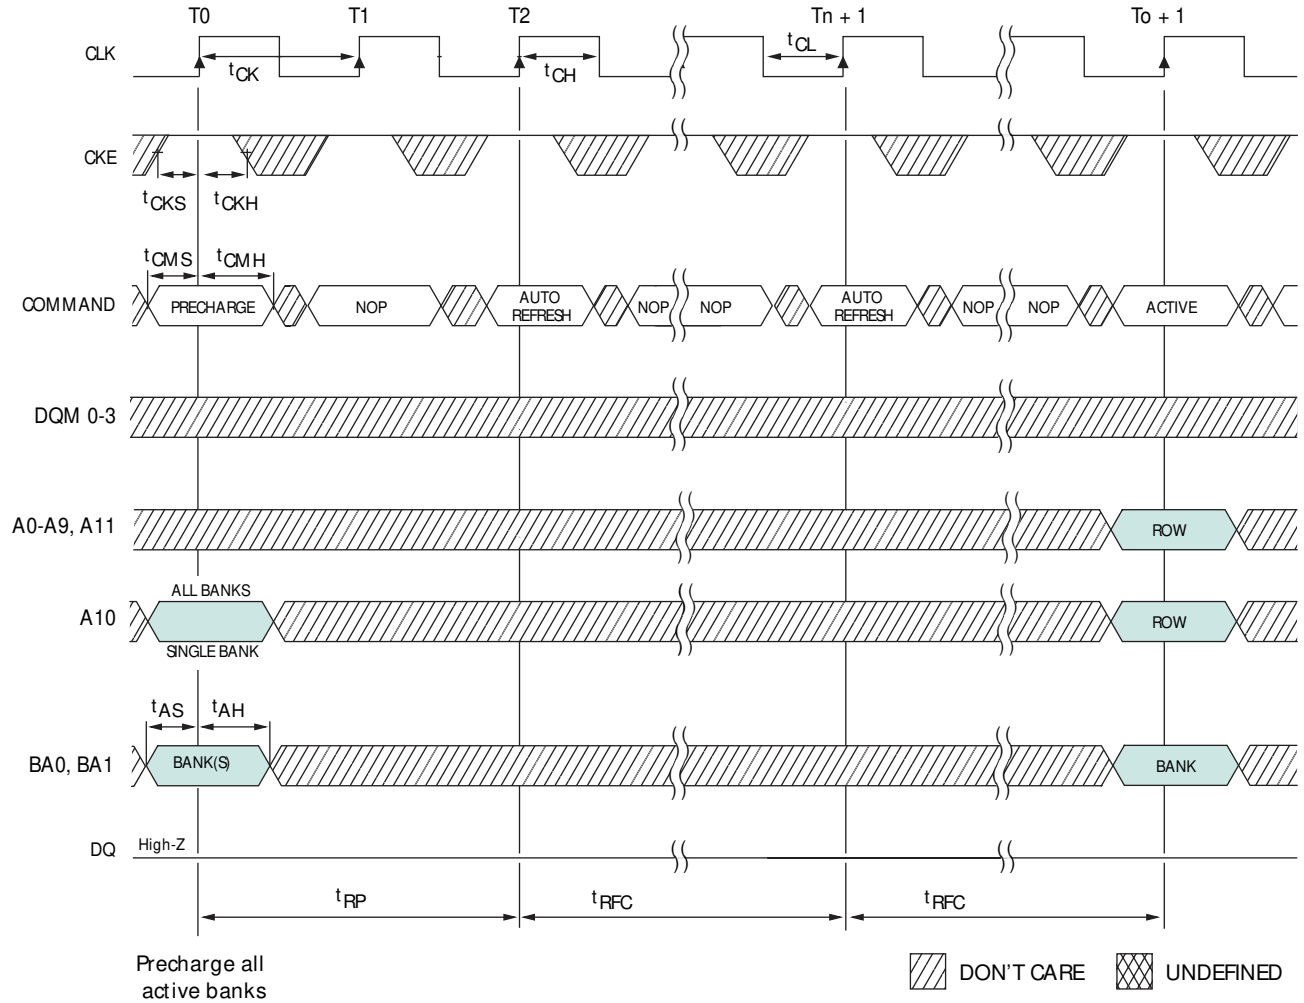 T0 T1 T2 Tn + 1 To + 1
CLK
tCK tCH tCL
CKE
tCKS tCKH
tCMS tCMH
COMMAND PRECHARGE NOP AUTO REFRESH NOP NOP AUTO REFRESH NOP NOP ACTIVE
DQM 0-3
A0-A9, A11 ROW
ALL BANKS
A10 ROW
SINGLE BANK
tAS tAH
BA0, BA1 BANK(S) BANK
DQ High-Z
tRP tRFC tRFC
Precharge all
active banks
DON'T CARE UNDEFINED